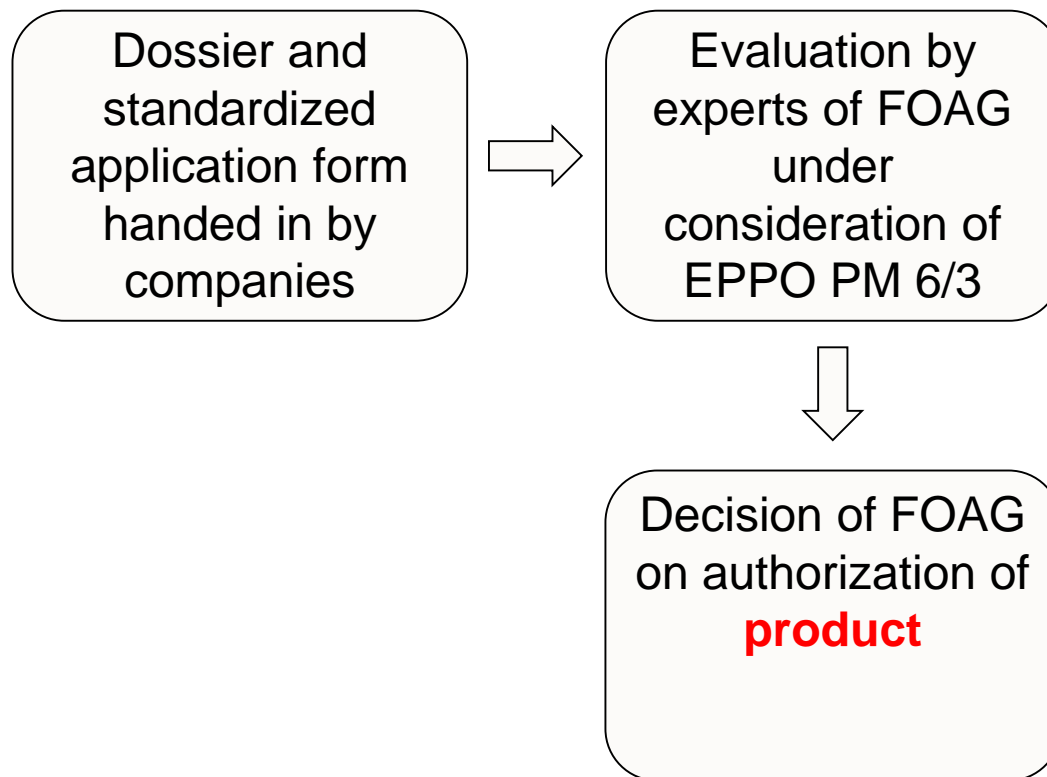 Dossier and
standardized
application form
handed in by
companies
Evaluation by
experts of FOAG
under
consideration of
EPPO PM 6/3
Decision of FOAG
on authorization of
product